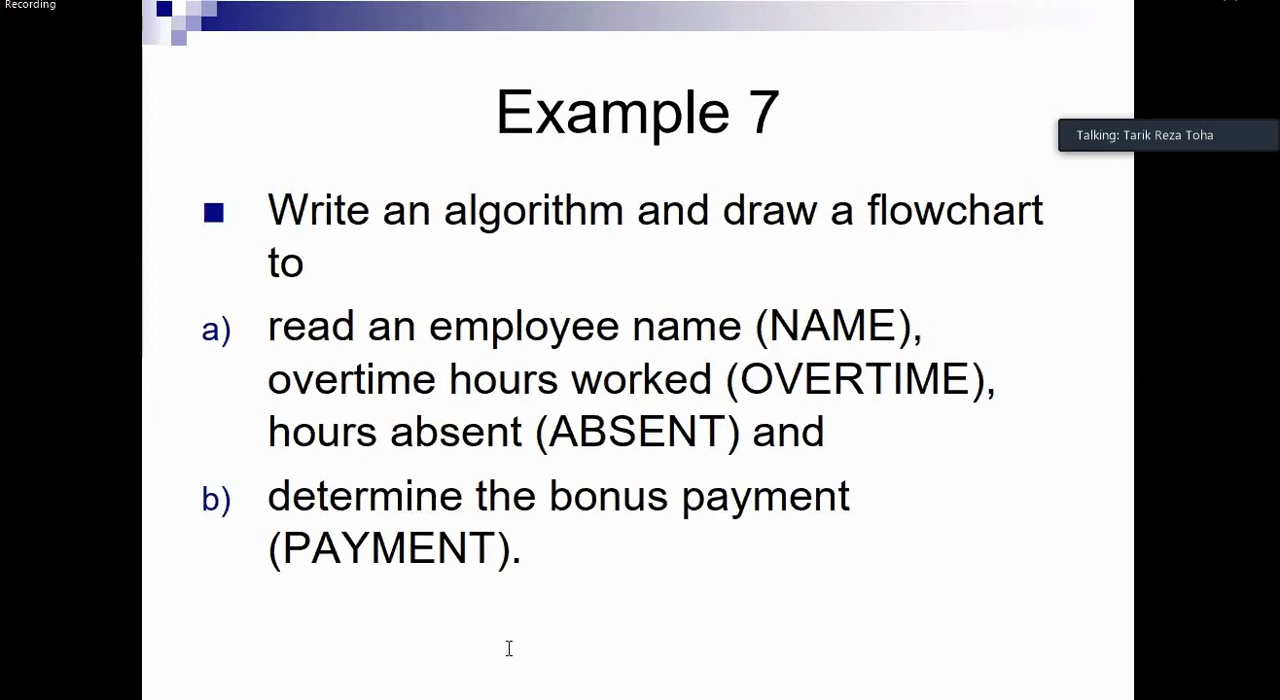 Recording
Example 7
Talking: Tarik Reza Toha
Write an algorithm and draw a flowchart
to
a) read an employee name (NAME),
overtime hours worked (OVERTIME),
hours absent (ABSENT) and
b) determine the bonus payment
(PAYMENT).